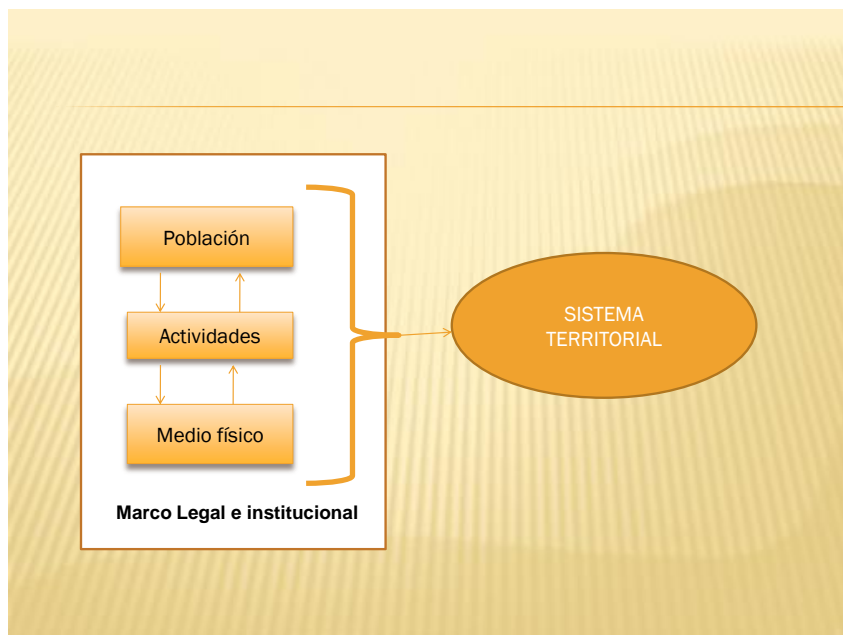 Población
Actividades
Medio físico
Marco Legal e institucional
SISTEMA
TERRITORIAL